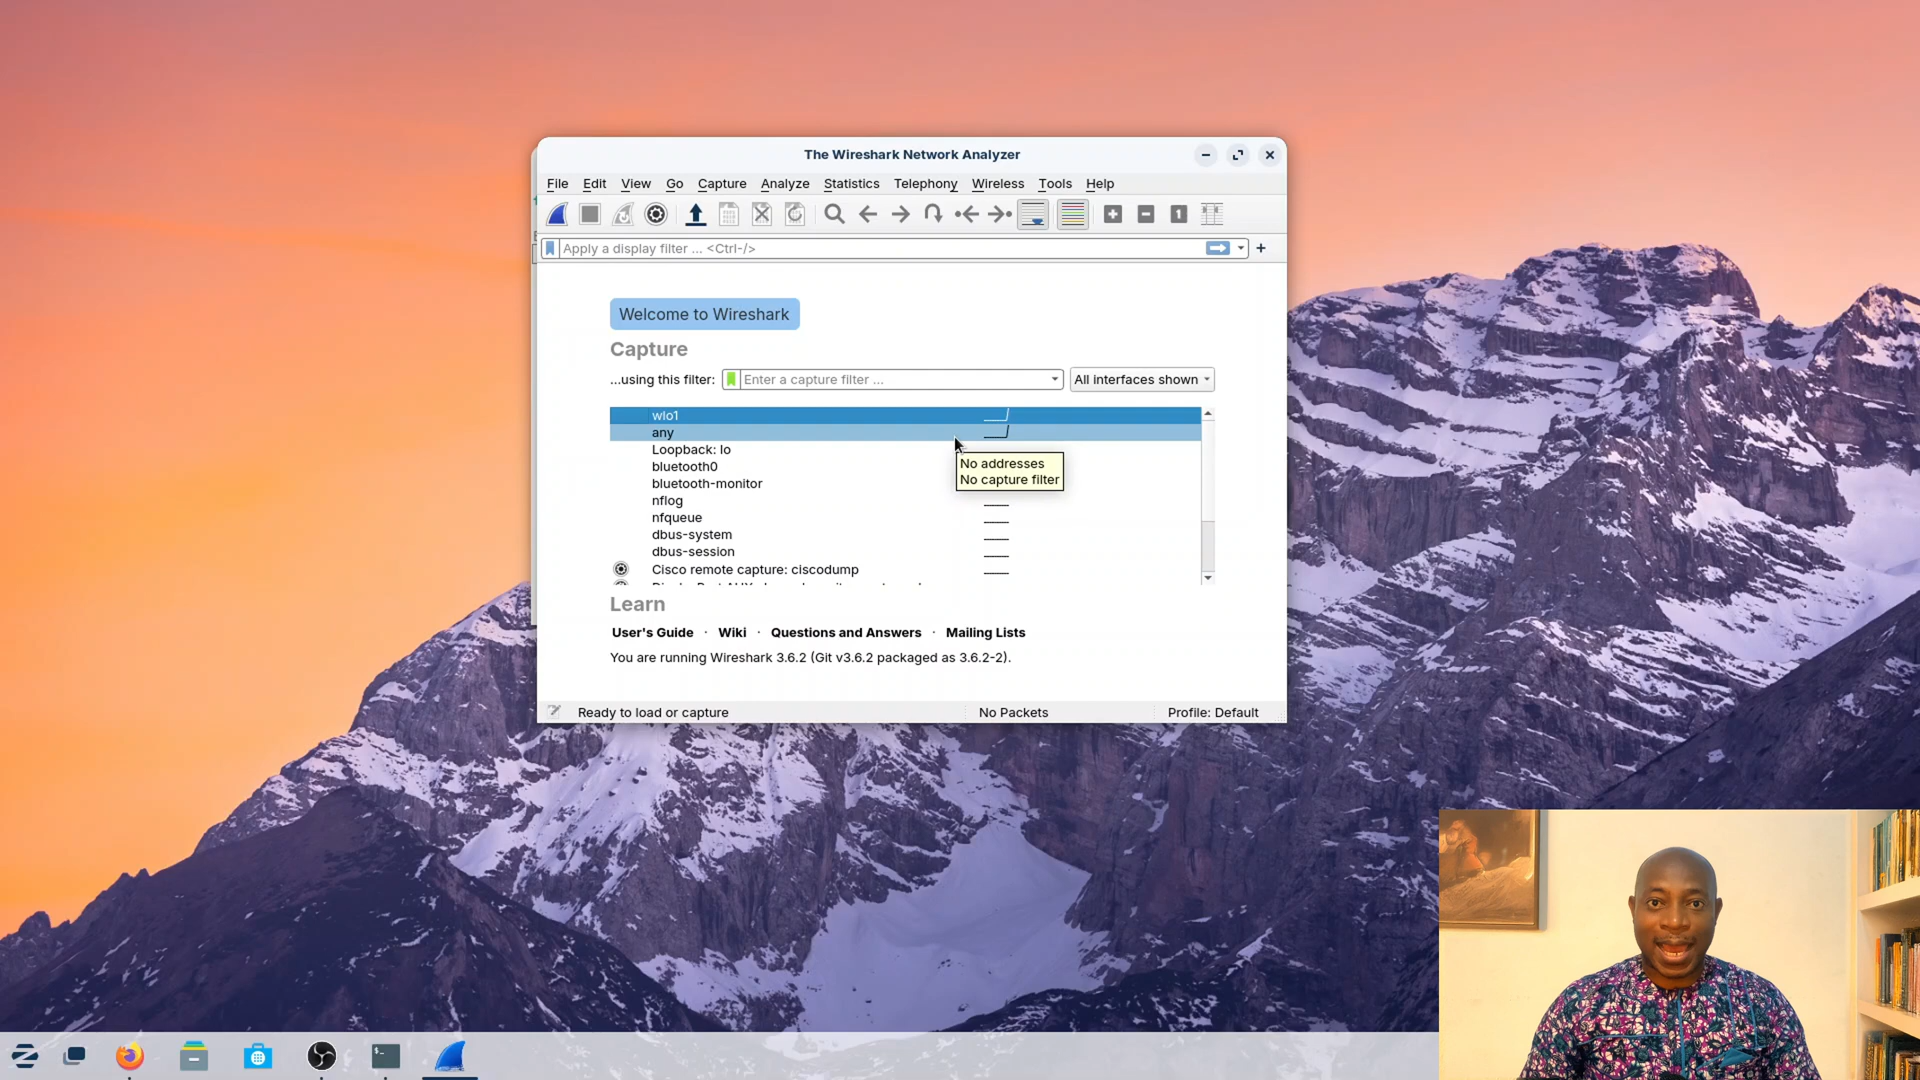 The Wireshark Network Analyzer
File Edit View Go Capture Analyze Statistics Telephony Wireless Tools Help
Apply a display filter ... <Ctrl-/>
Welcome to Wireshark
Capture
...using this filter: Enter a capture filter ... All interfaces shown
wlo1
any
Loopback: lo
bluetooth0
bluetooth-monitor
nflog
nfqueue
dbus-system
dbus-session
Cisco remote capture: ciscodump
No addresses
No capture filter
Learn
User's Guide · Wiki · Questions and Answers · Mailing Lists
You are running Wireshark 3.6.2 (Git v3.6.2 packaged as 3.6.2-2).
Ready to load or capture No Packets Profile: Default